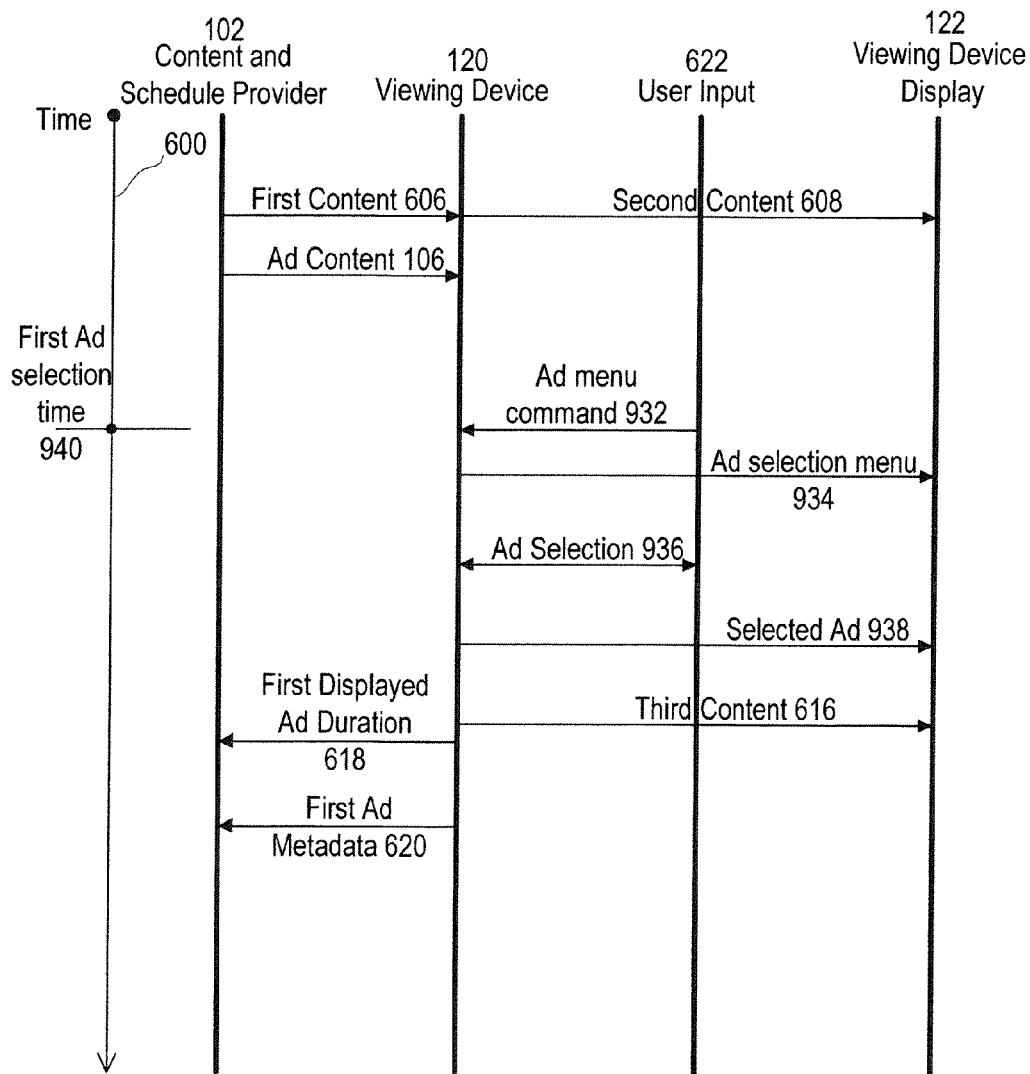 102
Content and
Schedule Provider
120
Viewing Device
622
User Input
122
Viewing Device
Display
Time
600
First Content 606
Second Content 608
Ad Content 106
First Ad
selection
time
940
Ad menu
command 932
Ad selection menu
934
Ad Selection 936
Selected Ad 938
First Displayed
Ad Duration
618
Third Content 616
First Ad
Metadata 620